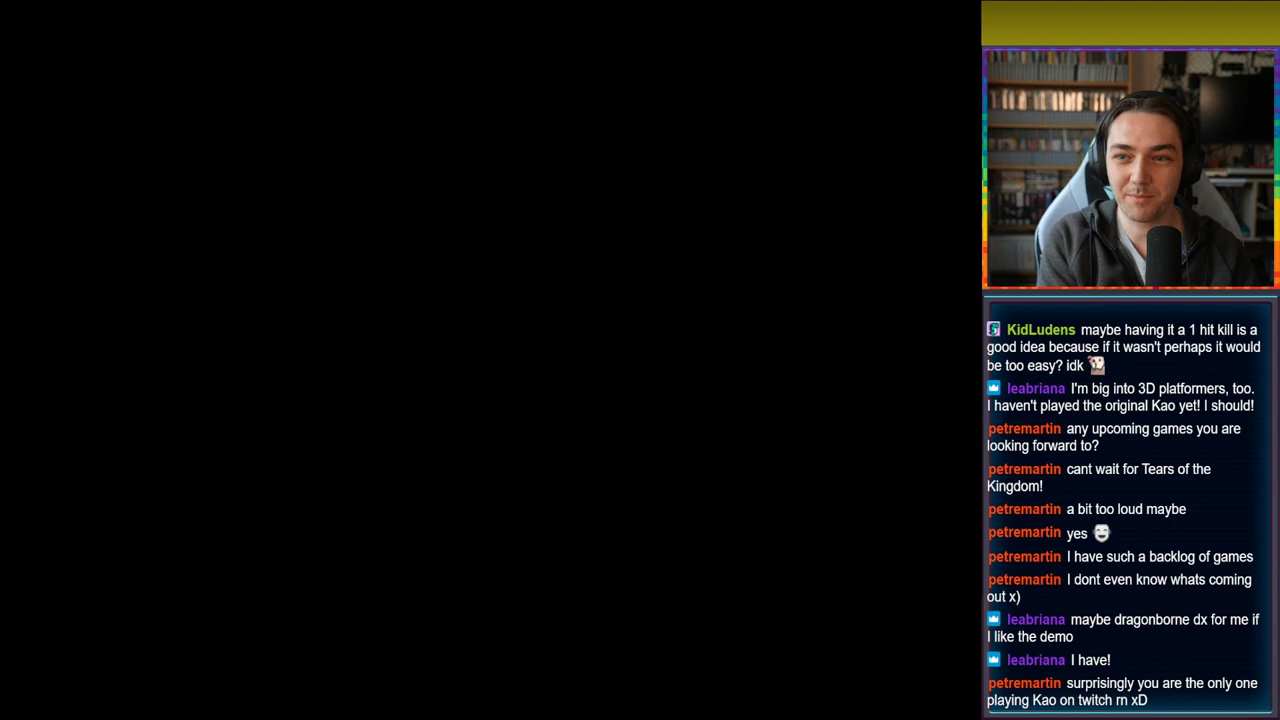 KidLudens maybe having it a 1 hit kill is a
good idea because if it wasn't perhaps it would
be too easy? idk
leabriana I'm big into 3D platformers, too.
I haven't played the original Kao yet! I should!
petremartin any upcoming games you are
looking forward to?
petremartin cant wait for Tears of the
Kingdom!
petremartin a bit too loud maybe
petremartin yes
petremartin I have such a backlog of games
petremartin I dont even know whats coming
out x)
leabriana maybe dragonborne dx for me if
I like the demo
leabriana I have!
petremartin surprisingly you are the only one
playing Kao on twitch rn xD